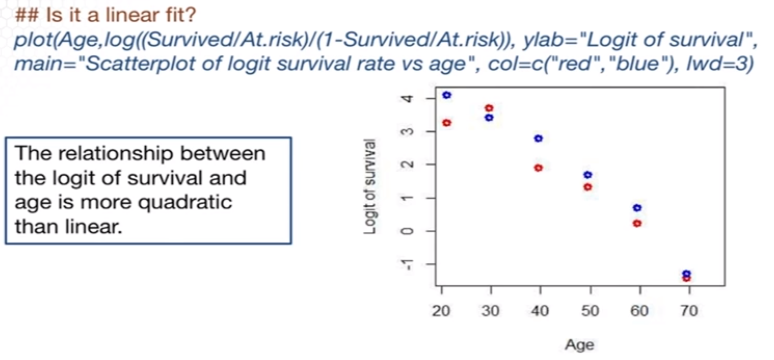 ## Is it a linear fit?
plot(Age,log((Survived/At.risk)/(1-Survived/At.risk)), ylab="Logit of survival",
main="Scatterplot of logit survival rate vs age", col=c("red","blue"), lwd=3)
The relationship between
the logit of survival and
age is more quadratic
than linear.
Logit of survival
4
3
2
1
0
-1
20 30 40 50 60 70
Age